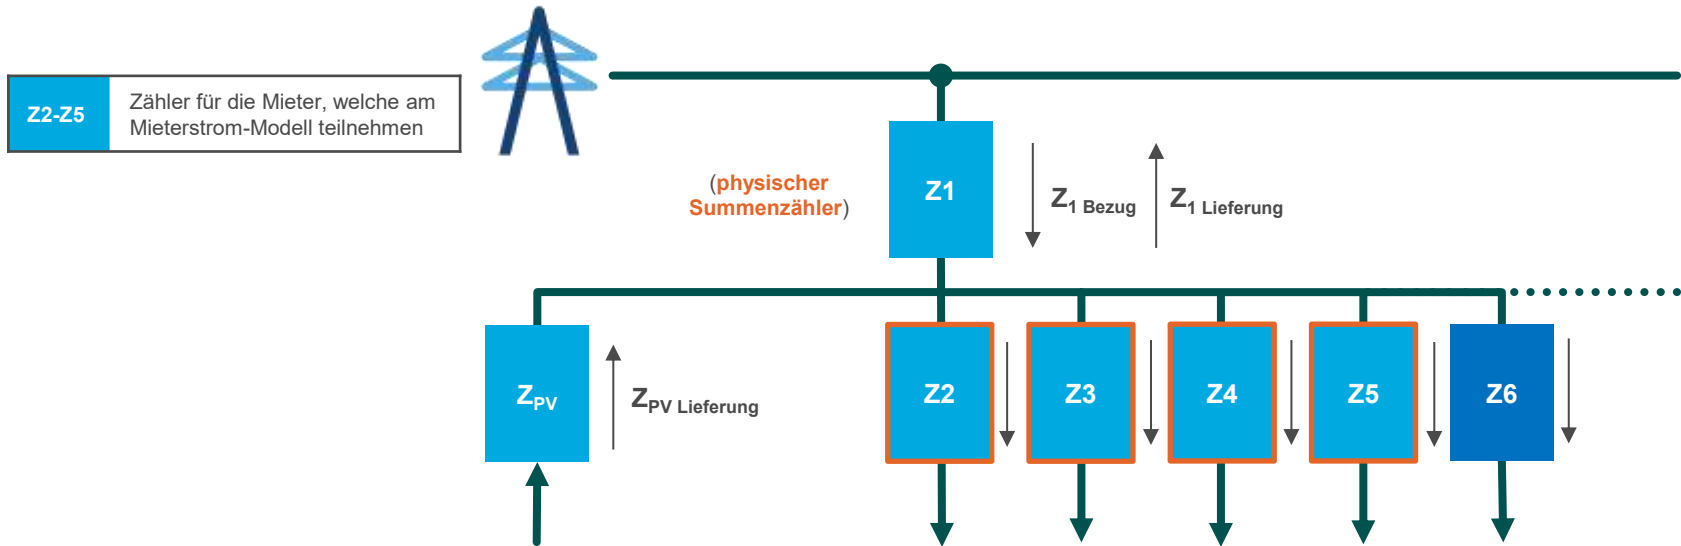 Z2-Z5
Zähler für die Mieter, welche am
Mieterstrom-Modell teilnehmen
(physischer
Summenzähler)
Z1
Z1 Bezug
Z1 Lieferung
ZPV
ZPV Lieferung
Z2
Z3
Z4
Z5
Z6